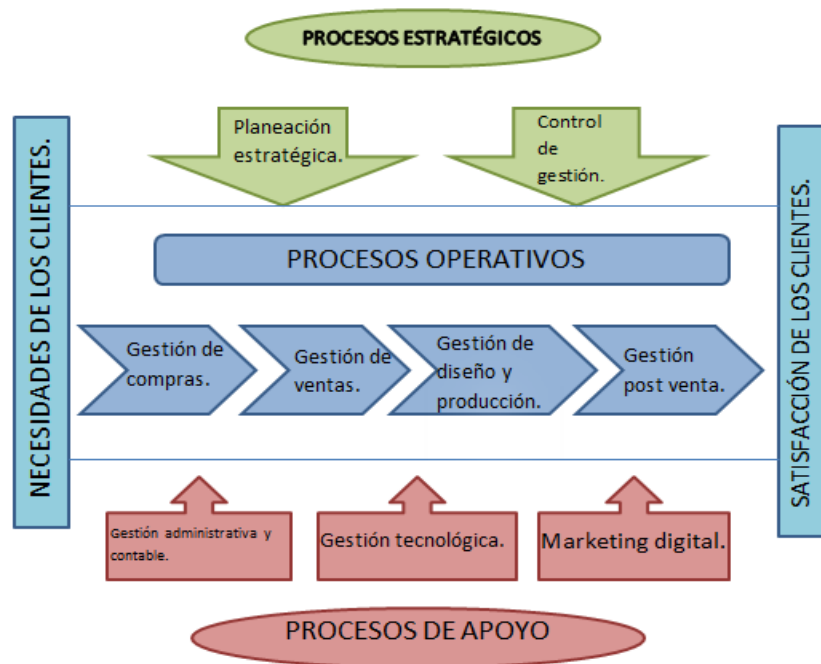 PROCESOS ESTRATÉGICOS
Planeación
estratégica.
Control
de
gestión.
NECESIDADES DE LOS CLIENTES.
PROCESOS OPERATIVOS
Gestión de
compras.
Gestión de
ventas.
Gestión de
diseño y
producción.
Gestión
post venta.
SATISFACCIÓN DE LOS CLIENTES.
Gestión administrativa y
contable.
Gestión tecnológica.
Marketing digital.
PROCESOS DE APOYO